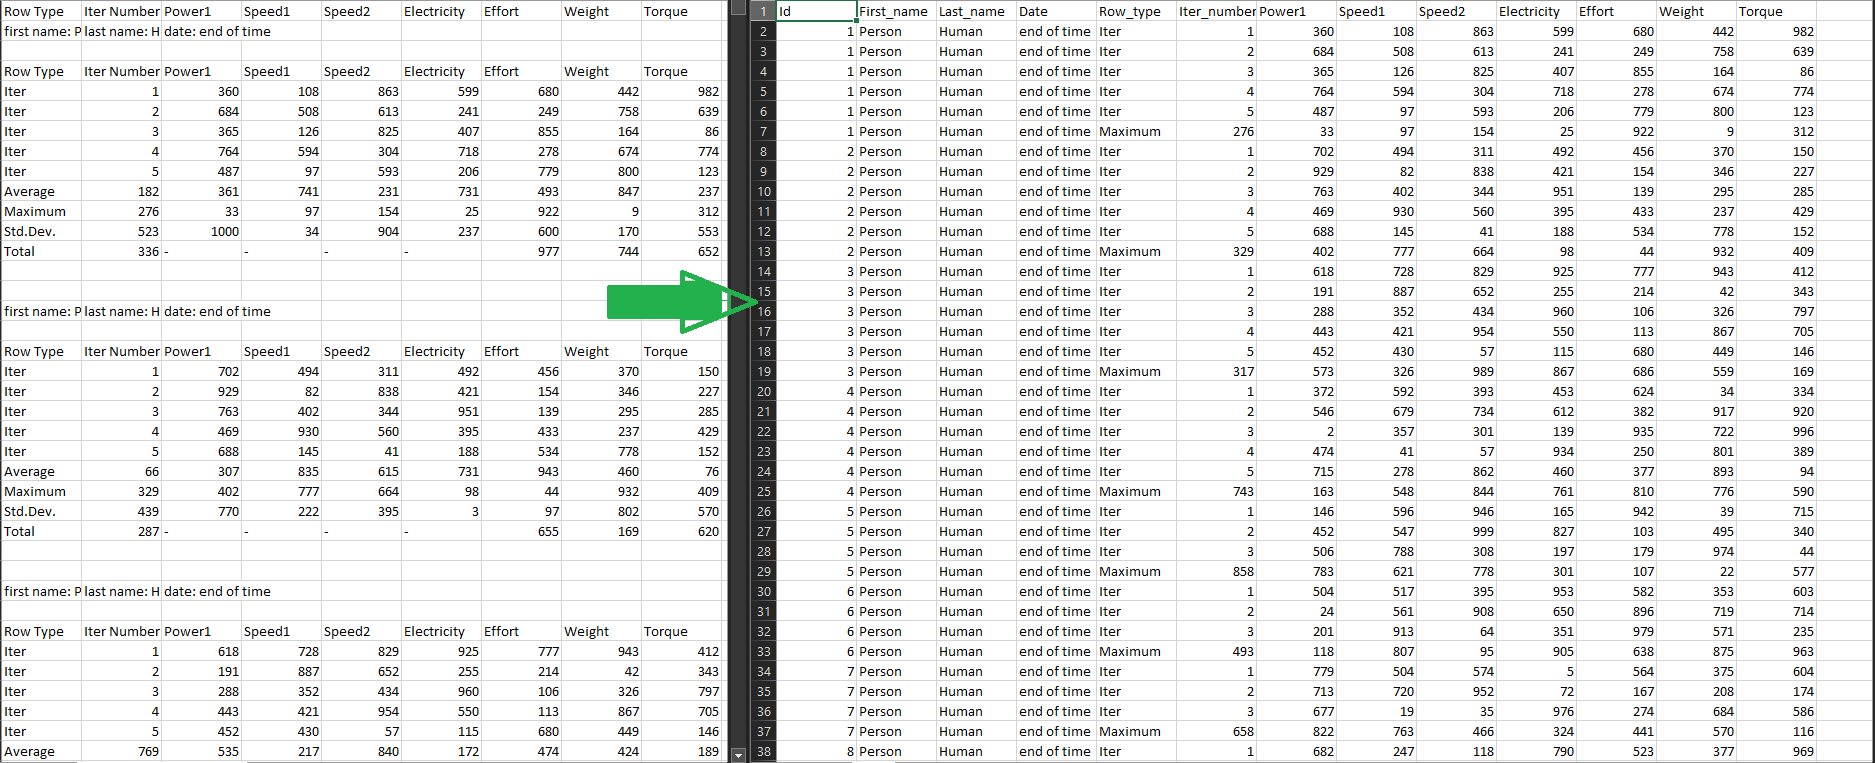 Row Type Iter Number Power1 Speed1 Speed2 Electricity Effort Weight Torque
first name: P last name: H date: end of time
Row Type Iter Number Power1 Speed1 Speed2 Electricity Effort Weight Torque
Iter 1 360 108 863 599 680 442 982
Iter 2 684 508 613 241 249 758 639
Iter 3 365 126 825 407 855 164 86
Iter 4 764 594 304 718 278 674 774
Iter 5 487 97 593 206 779 800 123
Average 182 361 741 231 731 493 847 237
Maximum 276 33 97 154 25 922 9 312
Std.Dev. 523 1000 34 904 237 600 170 553
Total 336 - - - - 977 744 652
first name: P last name: H date: end of time
Row Type Iter Number Power1 Speed1 Speed2 Electricity Effort Weight Torque
Iter 1 702 494 311 492 456 370 150
Iter 2 929 82 838 421 154 346 227
Iter 3 763 402 344 951 139 295 285
Iter 4 469 930 560 395 433 237 429
Iter 5 688 145 41 188 534 778 152
Average 66 307 835 615 731 943 460 76
Maximum 329 402 777 664 98 44 932 409
Std.Dev. 439 770 222 395 3 97 802 570
Total 287 - - - - 655 169 620
first name: P last name: H date: end of time
Row Type Iter Number Power1 Speed1 Speed2 Electricity Effort Weight Torque
Iter 1 618 728 829 925 777 943 412
Iter 2 191 887 652 255 214 42 343
Iter 3 288 352 434 960 106 326 797
Iter 4 443 421 954 550 113 867 705
Iter 5 452 430 57 115 680 449 146
Average 769 535 217 840 172 474 424 189
1 Id First_name Last_name Date Row_type Iter_number Power1 Speed1 Speed2 Electricity Effort Weight Torque
2 1 Person Human end of time Iter 1 360 108 863 599 680 442 982
3 1 Person Human end of time Iter 2 684 508 613 241 249 758 639
4 1 Person Human end of time Iter 3 365 126 825 407 855 164 86
5 1 Person Human end of time Iter 4 764 594 304 718 278 674 774
6 1 Person Human end of time Iter 5 487 97 593 206 779 800 123
7 1 Person Human end of time Maximum 276 33 97 154 25 922 9 312
8 2 Person Human end of time Iter 1 702 494 311 492 456 370 150
9 2 Person Human end of time Iter 2 929 82 838 421 154 346 227
10 2 Person Human end of time Iter 3 763 402 344 951 139 295 285
11 2 Person Human end of time Iter 4 469 930 560 395 433 237 429
12 2 Person Human end of time Iter 5 688 145 41 188 534 778 152
13 2 Person Human end of time Maximum 329 402 777 664 98 44 932 409
14 3 Person Human end of time Iter 1 618 728 829 925 777 943 412
15 3 Person Human end of time Iter 2 191 887 652 255 214 42 343
16 3 Person Human end of time Iter 3 288 352 434 960 106 326 797
17 3 Person Human end of time Iter 4 443 421 954 550 113 867 705
18 3 Person Human end of time Iter 5 452 430 57 115 680 449 146
19 3 Person Human end of time Maximum 317 573 326 989 867 686 559 169
20 4 Person Human end of time Iter 1 372 592 393 453 624 34 334
21 4 Person Human end of time Iter 2 546 679 734 612 382 917 920
22 4 Person Human end of time Iter 3 2 357 301 139 935 722 996
23 4 Person Human end of time Iter 4 474 41 57 934 250 801 389
24 4 Person Human end of time Iter 5 715 278 862 460 377 893 94
25 4 Person Human end of time Maximum 743 163 548 844 761 810 776 590
26 5 Person Human end of time Iter 1 146 596 946 165 942 39 715
27 5 Person Human end of time Iter 2 452 547 999 827 103 495 340
28 5 Person Human end of time Iter 3 506 788 308 197 179 974 44
29 5 Person Human end of time Maximum 858 783 621 778 301 107 22 577
30 6 Person Human end of time Iter 1 504 517 395 953 582 353 603
31 6 Person Human end of time Iter 2 24 561 908 650 896 719 714
32 6 Person Human end of time Iter 3 201 913 64 351 979 571 235
33 6 Person Human end of time Maximum 493 118 807 95 905 638 875 963
34 7 Person Human end of time Iter 1 779 504 574 5 564 375 604
35 7 Person Human end of time Iter 2 713 720 952 72 167 208 174
36 7 Person Human end of time Iter 3 677 19 35 976 274 684 586
37 7 Person Human end of time Maximum 658 822 763 466 324 441 570 116
38 8 Person Human end of time Iter 1 682 247 118 790 523 377 969